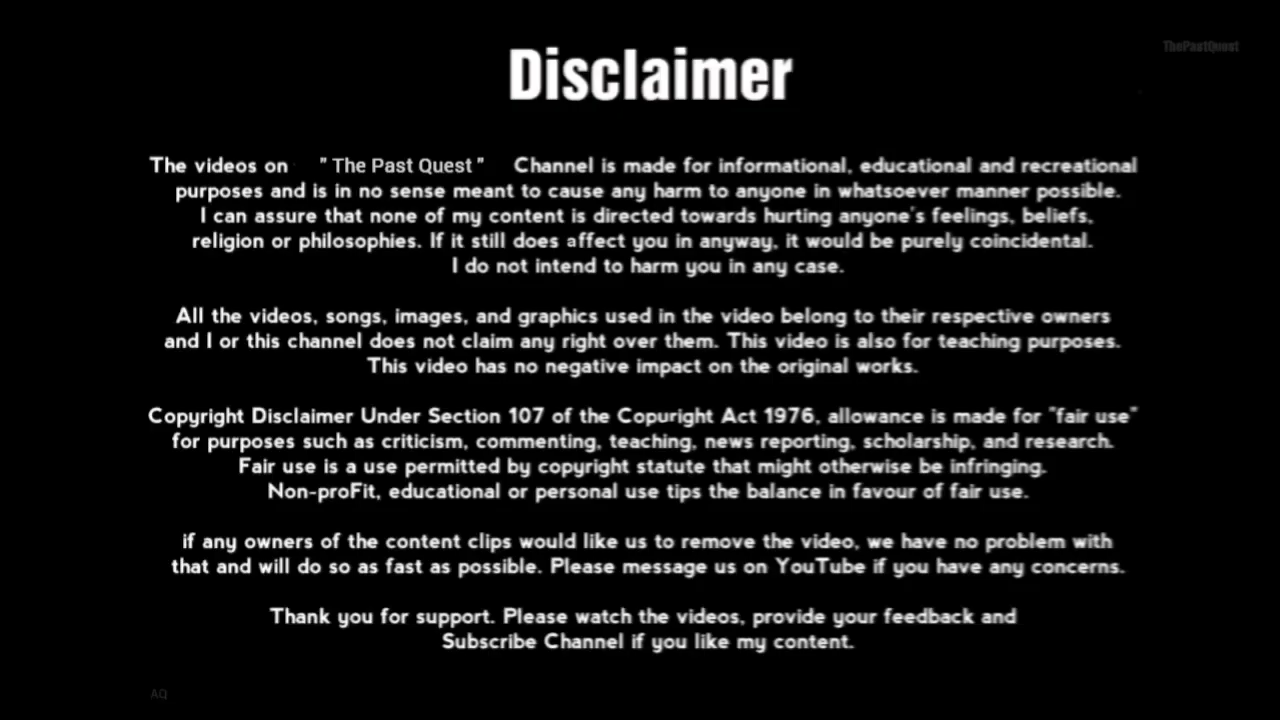 ThePastQuest
Disclaimer
The videos on " The Past Quest " Channel is made for informational, educational and recreational
purposes and is in no sense meant to cause any harm to anyone in whatsoever manner possible.
I can assure that none of my content is directed towards hurting anyone's feelings, beliefs,
religion or philosophies. If it still does affect you in anyway, it would be purely coincidental.
I do not intend to harm you in any case.
All the videos, songs, images, and graphics used in the video belong to their respective owners
and I or this channel does not claim any right over them. This video is also for teaching purposes.
This video has no negative impact on the original works.
Copyright Disclaimer Under Section 107 of the Copuright Act 1976, allowance is made for "fair use"
for purposes such as criticism, commenting, teaching, news reporting, scholarship, and research.
Fair use is a use permitted by copyright statute that might otherwise be infringing.
Non-proFit, educational or personal use tips the balance in favour of fair use.
if any owners of the content clips would like us to remove the video, we have no problem with
that and will do so as fast as possible. Please message us on YouTube if you have any concerns.
Thank you for support. Please watch the videos, provide your feedback and
Subscribe Channel if you like my content.
AQ